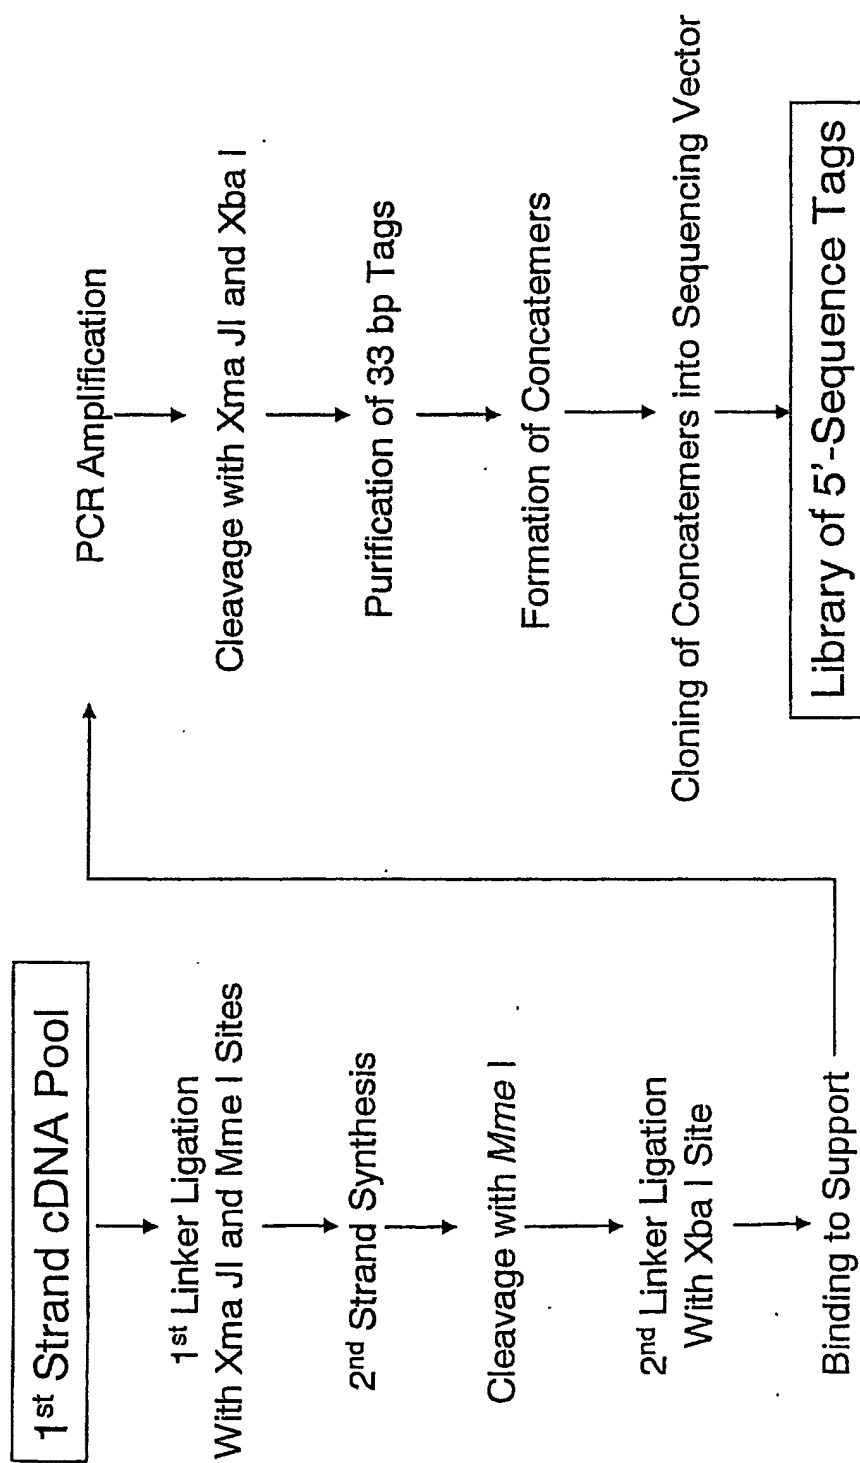 1st Strand cDNA Pool
1st Linker Ligation
With Xma JI and Mme I Sites
2nd Strand Synthesis
Cleavage with Mme I
2nd Linker Ligation
With Xba I Site
Binding to Support
PCR Amplification
Cleavage with Xma JI and Xba I
Purification of 33 bp Tags
Formation of Concatemers
Cloning of Concatemers into Sequencing Vector
Library of 5'-Sequence Tags